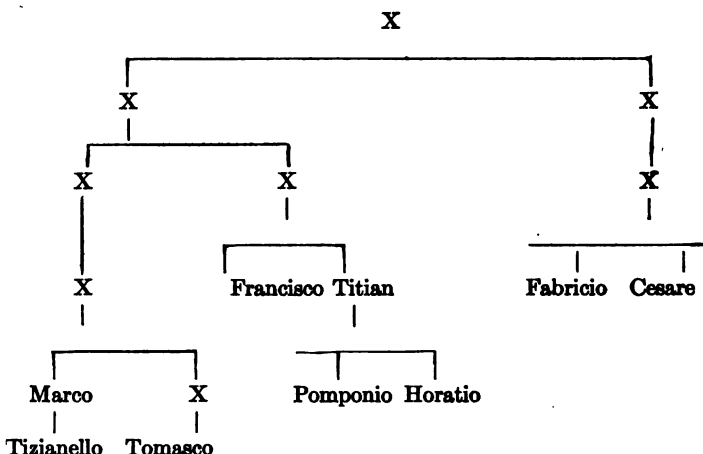 X
X X
X X X
X Francisco Titian Fabricio Cesare
Marco X Pomponio Horatio
Tizianello Tomasco